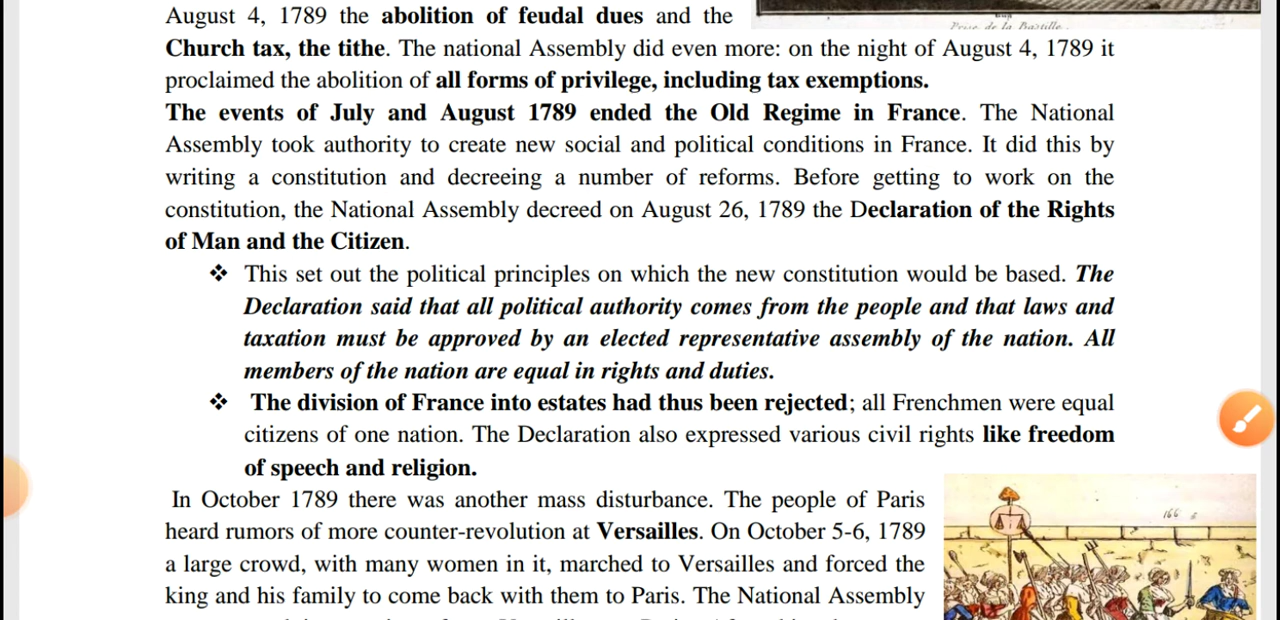 August 4, 1789 the abolition of feudal dues and the
Prise de la Bastille.
Church tax, the tithe. The national Assembly did even more: on the night of August 4, 1789 it
proclaimed the abolition of all forms of privilege, including tax exemptions.
The events of July and August 1789 ended the Old Regime in France. The National
Assembly took authority to create new social and political conditions in France. It did this by
writing a constitution and decreeing a number of reforms. Before getting to work on the
constitution, the National Assembly decreed on August 26, 1789 the Declaration of the Rights
of Man and the Citizen.
❖ This set out the political principles on which the new constitution would be based. The
Declaration said that all political authority comes from the people and that laws and
taxation must be approved by an elected representative assembly of the nation. All
members of the nation are equal in rights and duties.
❖ The division of France into estates had thus been rejected; all Frenchmen were equal
citizens of one nation. The Declaration also expressed various civil rights like freedom
of speech and religion.
In October 1789 there was another mass disturbance. The people of Paris
heard rumors of more counter-revolution at Versailles. On October 5-6, 1789
a large crowd, with many women in it, marched to Versailles and forced the
king and his family to come back with them to Paris. The National Assembly